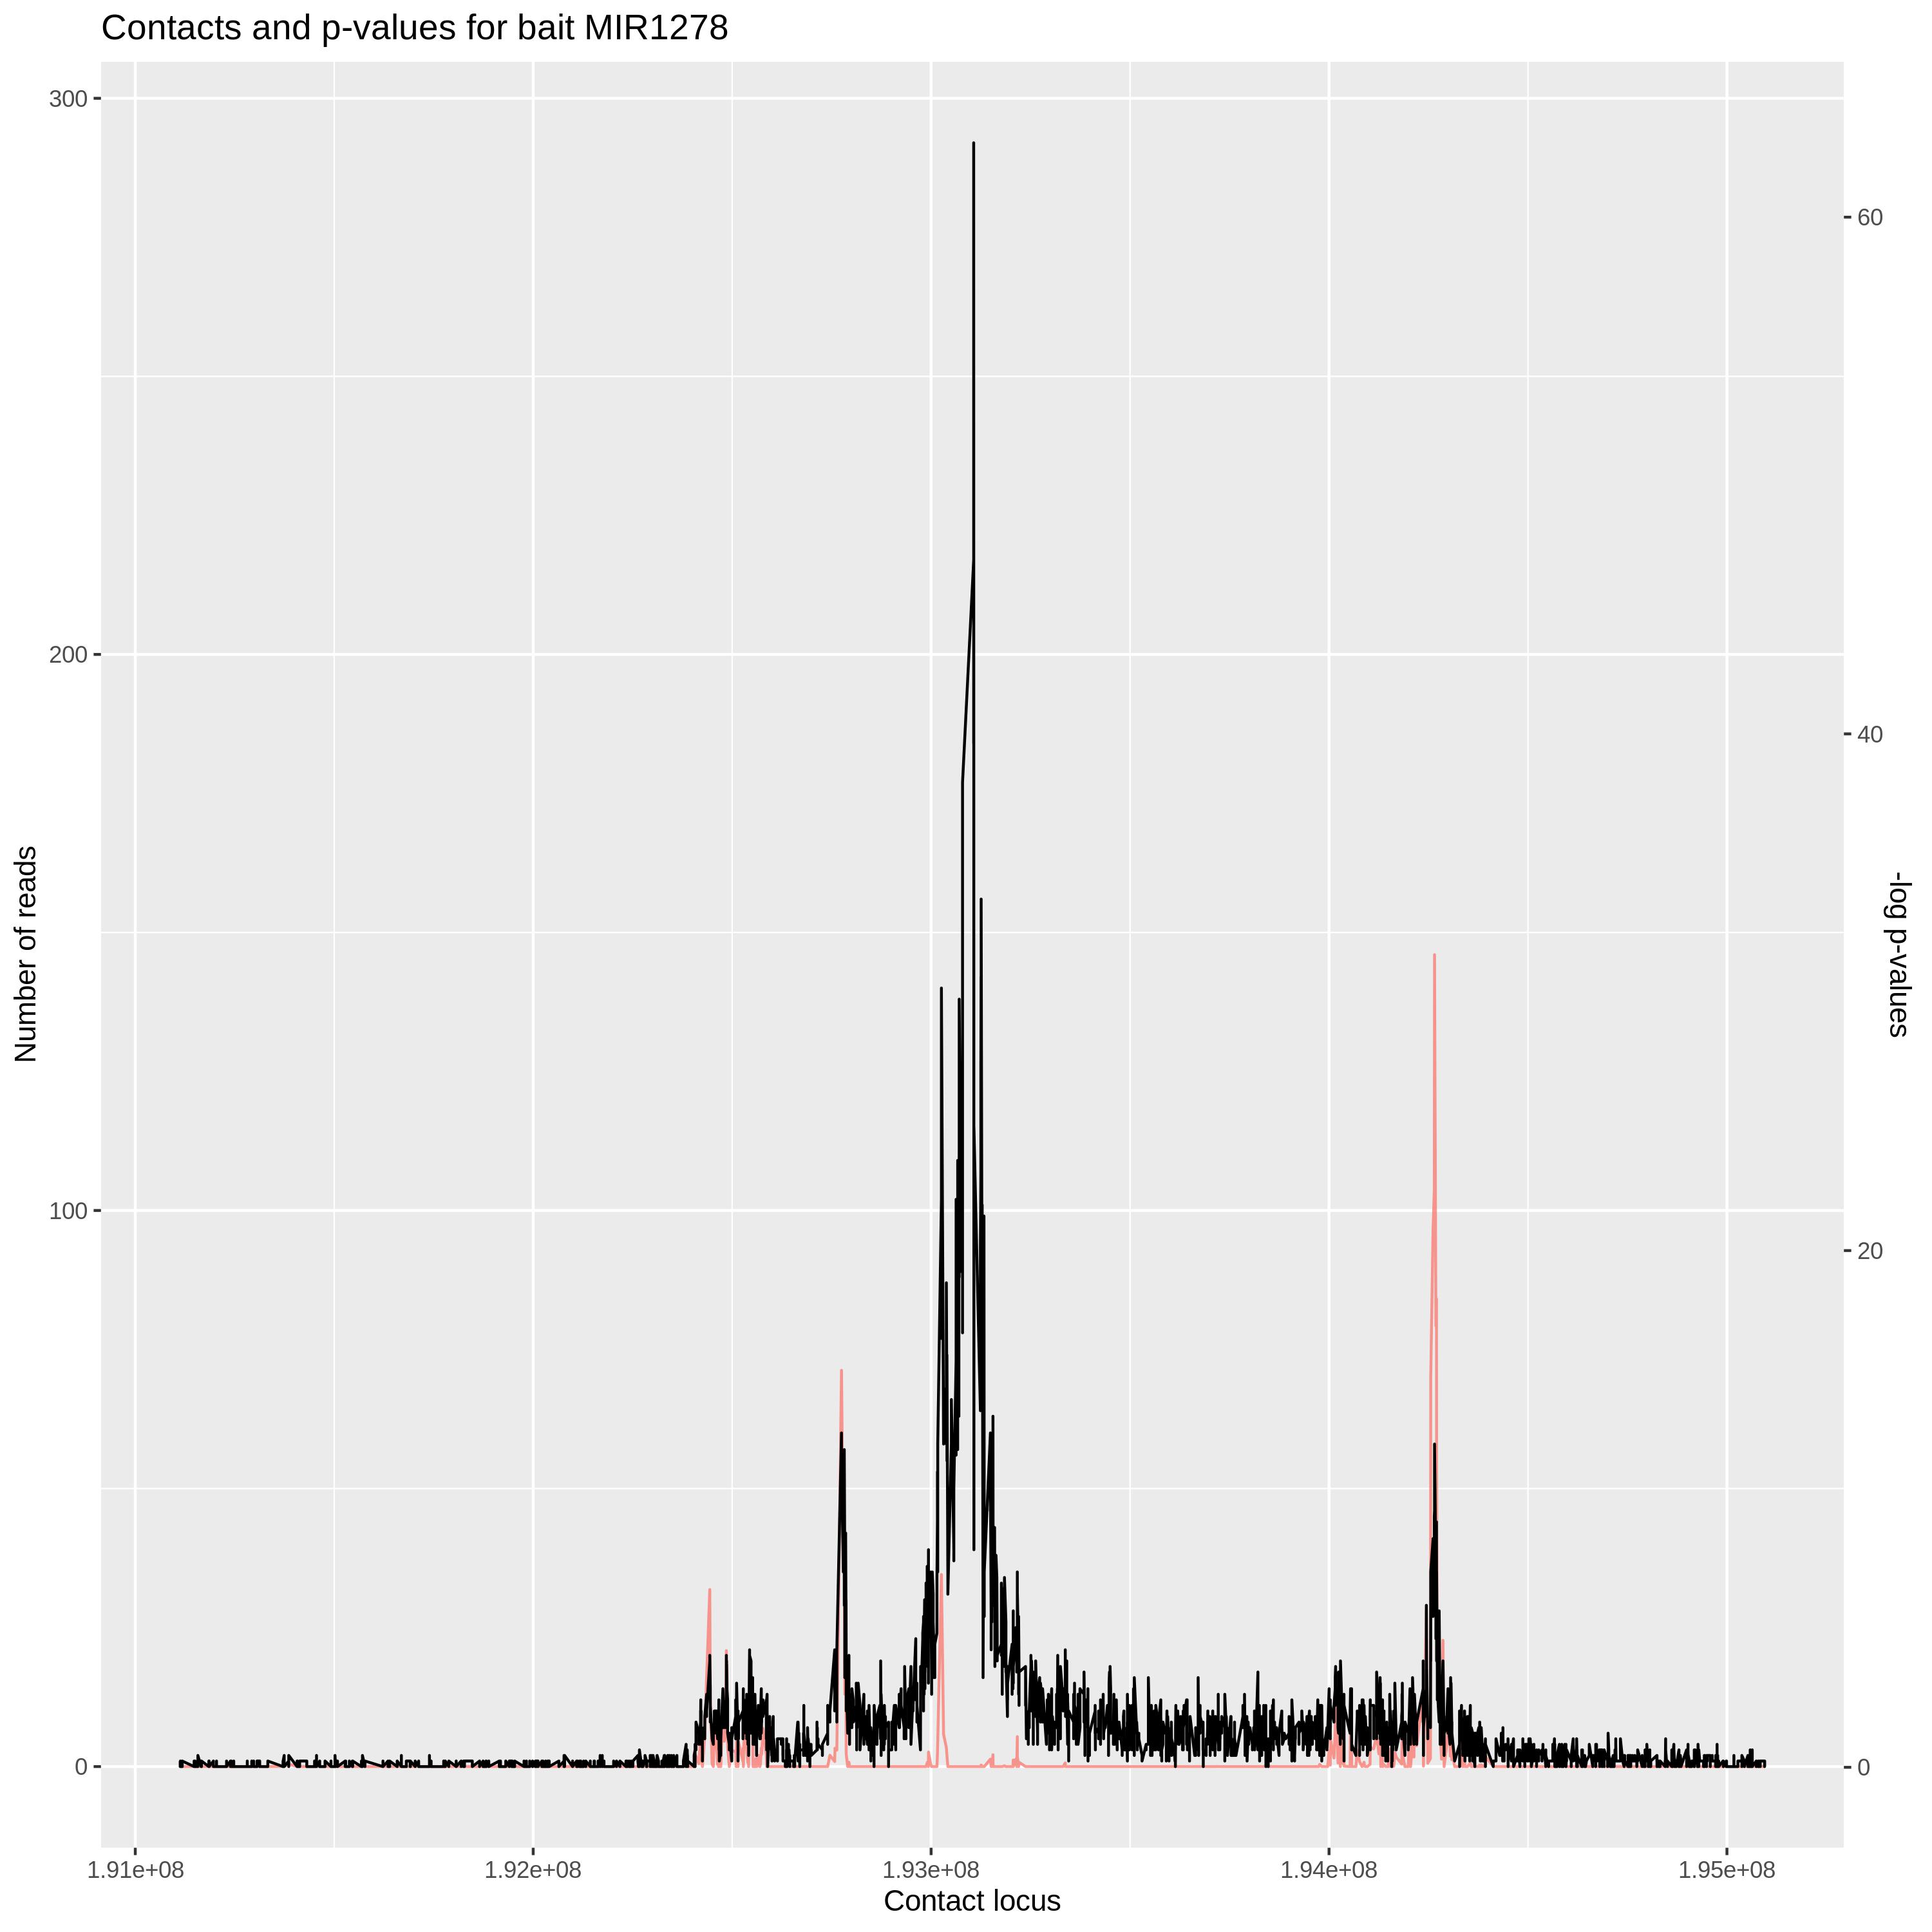 Contacts and p-values for bait MIR1278
300
200
100
0
Number of reads
60
40
20
0
-log p-values
1.91e+08
1.92e+08
1.93e+08
1.94e+08
1.95e+08
Contact locus